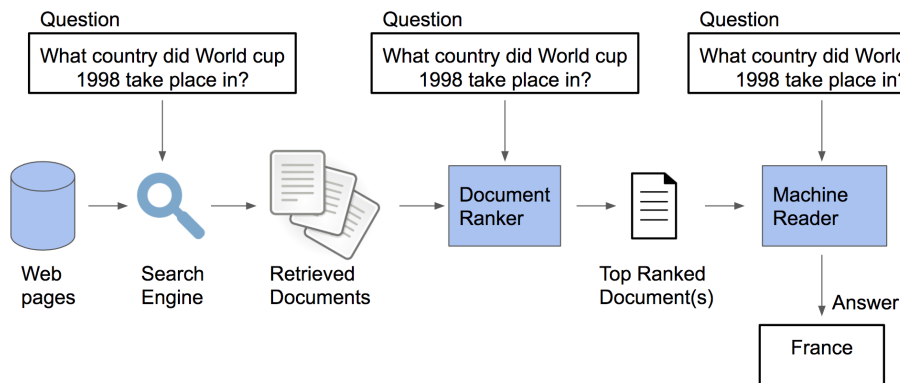 Question
What country did World cup
1998 take place in?
Question
What country did World cup
1998 take place in?
Question
What country did Worl
1998 take place in?
Document
Ranker
Machine
Reader
Web
pages
Search
Engine
Retrieved
Documents
Top Ranked
Document(s)
Answer
France